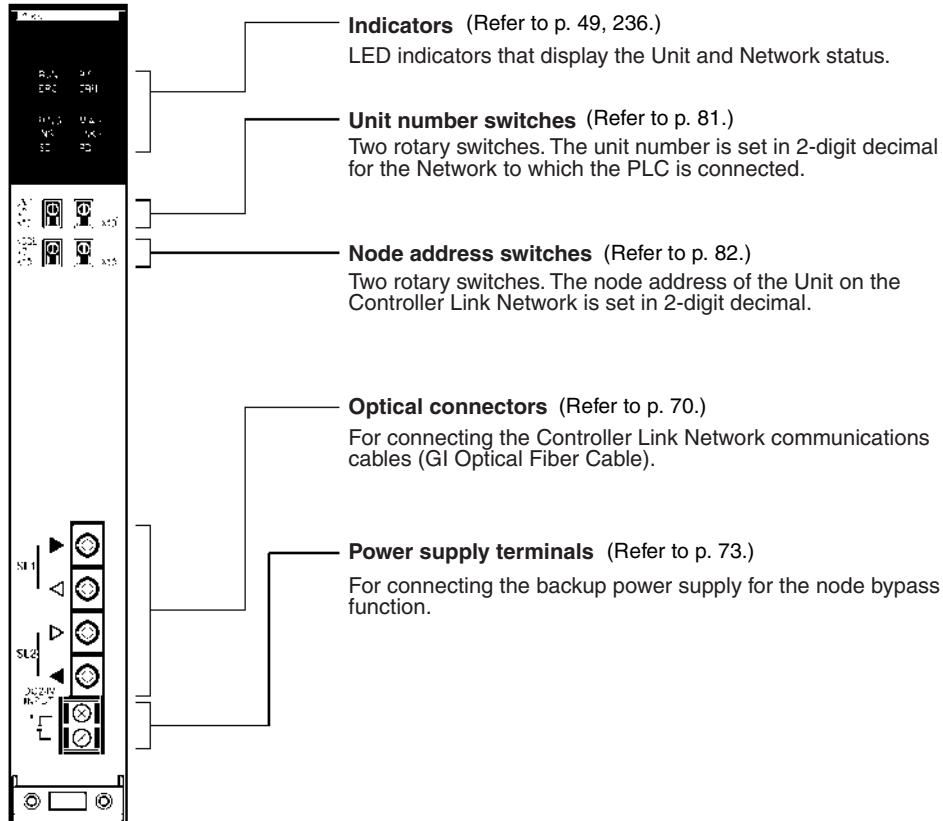 Indicators (Refer to p. 49, 236.)
LED indicators that display the Unit and Network status.
Unit number switches (Refer to p. 81.)
Two rotary switches. The unit number is set in 2-digit decimal
for the Network to which the PLC is connected.
Node address switches (Refer to p. 82.)
Two rotary switches. The node address of the Unit on the
Controller Link Network is set in 2-digit decimal.
Optical connectors (Refer to p. 70.)
For connecting the Controller Link Network communications
cables (GI Optical Fiber Cable).
Power supply terminals (Refer to p. 73.)
For connecting the backup power supply for the node bypass
function.
SL1
SL2
DC24V
INPUT